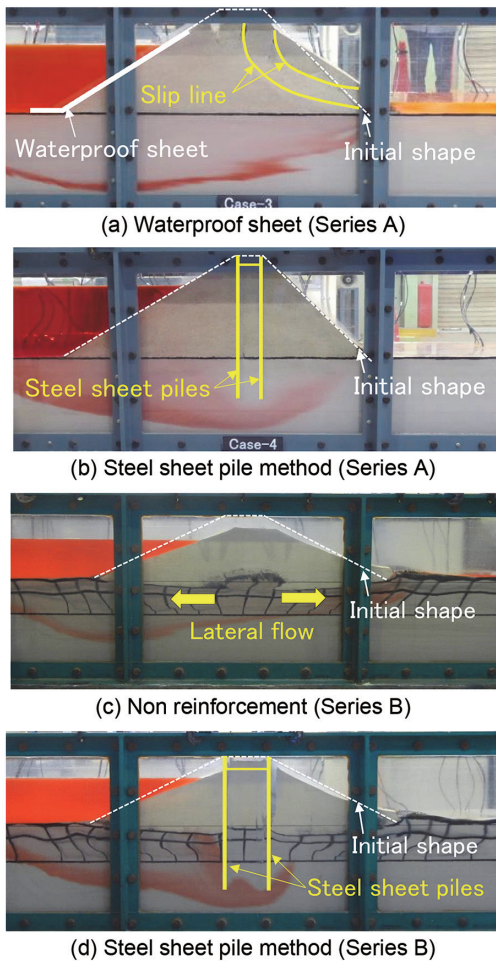 Slip line
Waterproof sheet
Initial shape
Case-3
(a) Waterproof sheet (Series A)
Steel sheet piles
Initial shape
Case-4
(b) Steel sheet pile method (Series A)
Initial shape
Lateral flow
(c) Non reinforcement (Series B)
Initial shape
Steel sheet piles
(d) Steel sheet pile method (Series B)